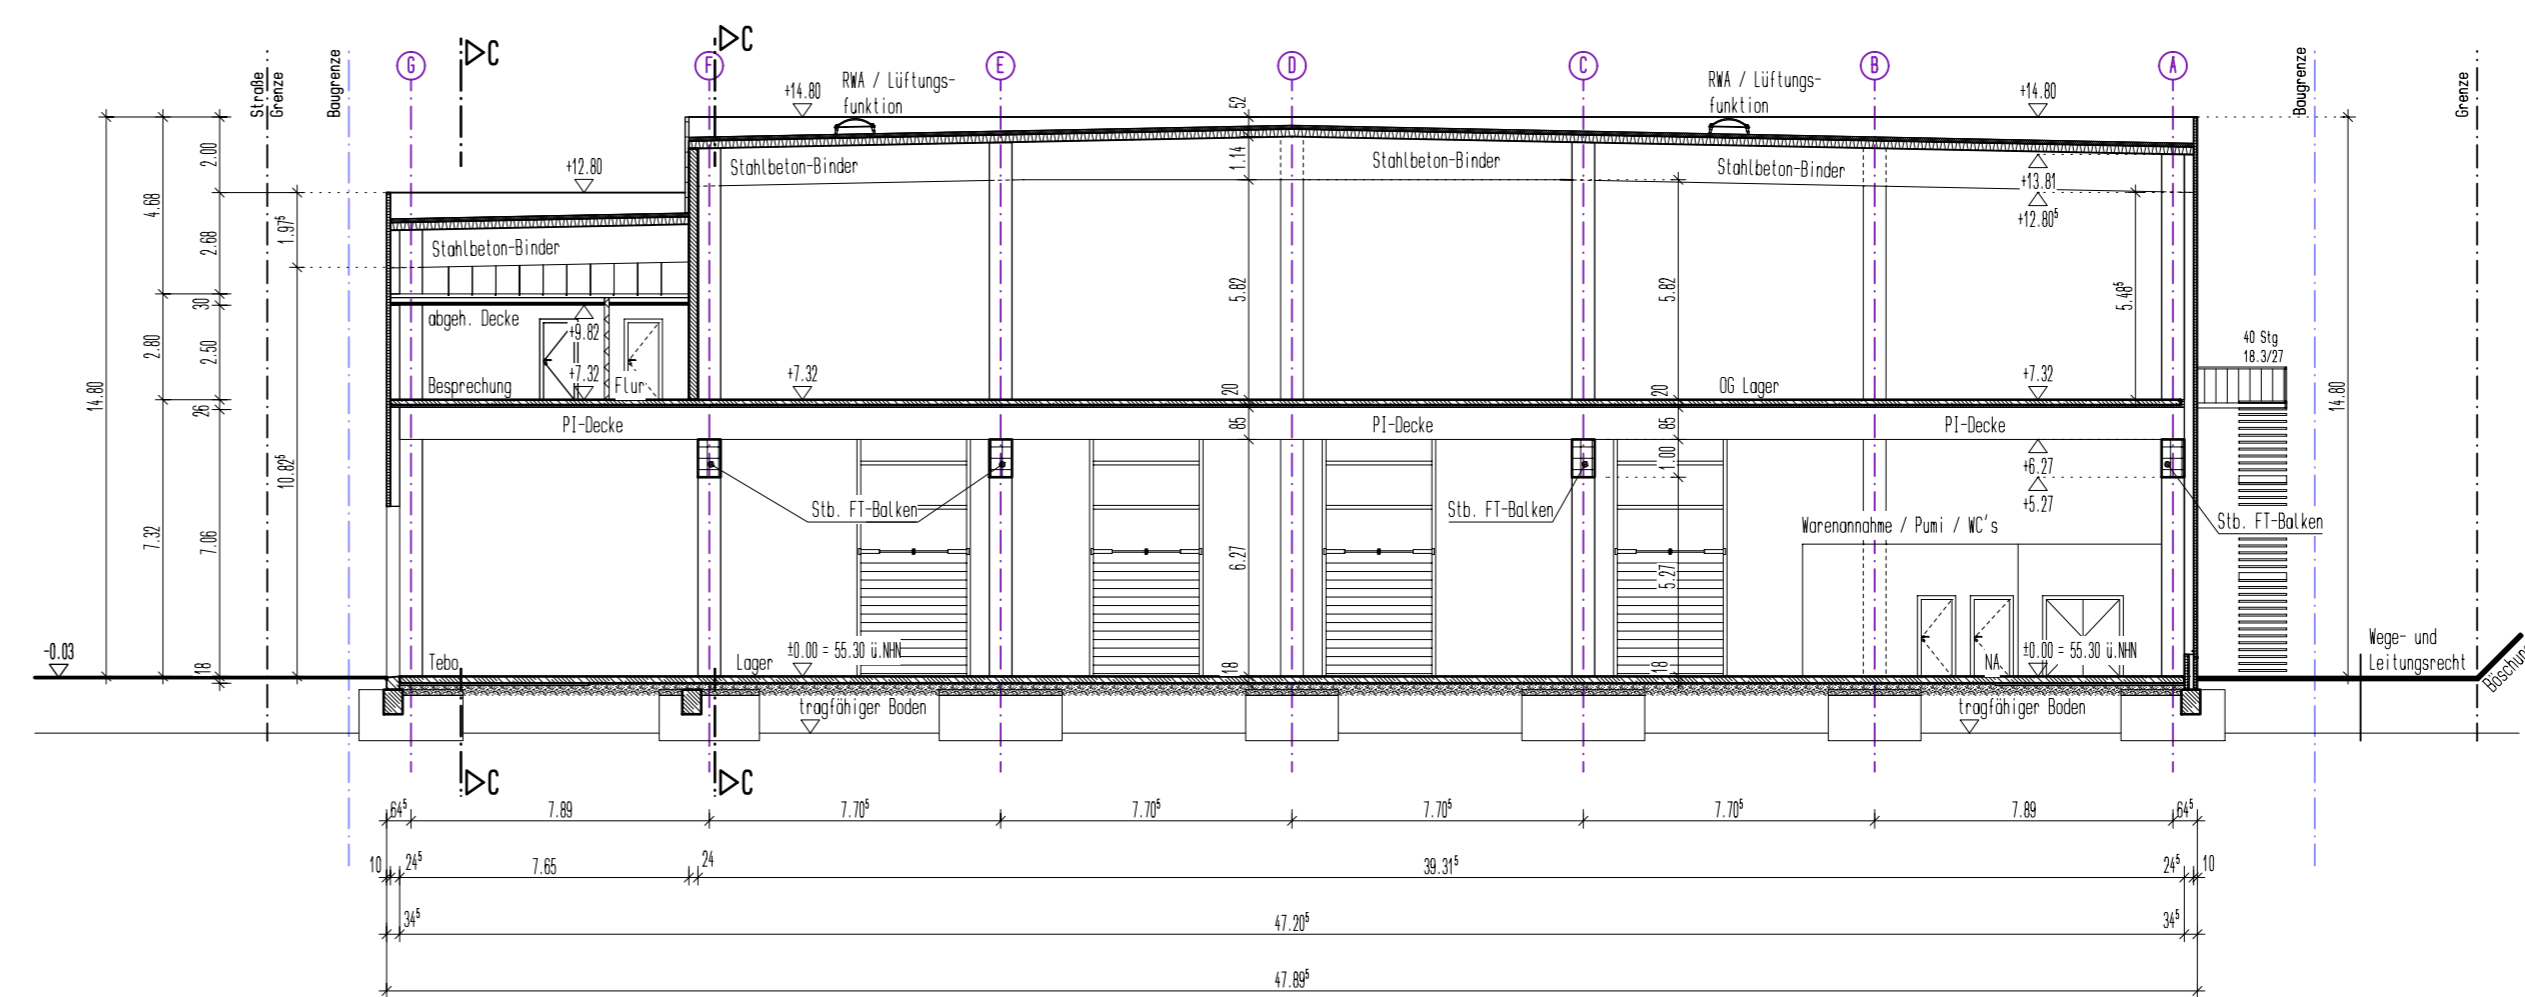 C
C
G
F
E
D
C
B
A
Straße
Grenze
Baugrenze
Baugrenze
Grenze
RWA / Lüftungs-
funktion
RWA / Lüftungs-
funktion
+14.80
+14.80
52
2.00
1.14
Stahlbeton-Binder
Stahlbeton-Binder
Stahlbeton-Binder
+12.80
+13.81
+12.80⁵
4.68
1.97⁵
2.68
Stahlbeton-Binder
5.82
5.82
5.48⁵
30
abgeh. Decke
+9.82
2.80
2.50
40 Stg
18.3/27
14.80
14.80
Besprechung
+7.32
Flur
+7.32
20
20
OG Lager
+7.32
26
PI-Decke
85
PI-Decke
85
PI-Decke
10.82⁵
1.00
+6.27
+5.27
Stb. FT-Balken
Stb. FT-Balken
Stb. FT-Balken
Warenannahme / Pumi / WC's
7.32
7.06
6.27
5.27
-0.03
18
Tebo
Lager
±0.00 = 55.30 ü.NHN
18
18
NA
±0.00 = 55.30 ü.NHN
Wege- und
Leitungsrecht
Böschung
tragfähiger Boden
tragfähiger Boden
C
C
64⁵
7.89
7.70⁵
7.70⁵
7.70⁵
7.70⁵
7.89
64⁵
10
24⁵
7.65
24
39.31⁵
24⁵
10
34⁵
47.20⁵
34⁵
47.89⁵